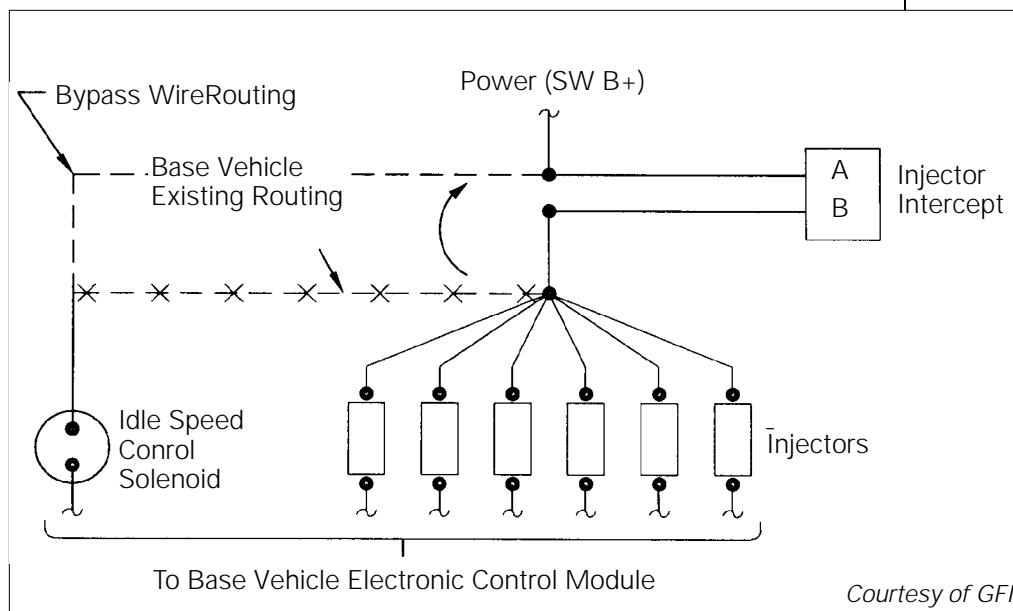 Power (SW B+)
Bypass WireRouting
Base Vehicle
Existing Routing
A
B
Injector
Intercept
Idle Speed
Conrol
Solenoid
Injectors
To Base Vehicle Electronic Control Module
Courtesy of GFI